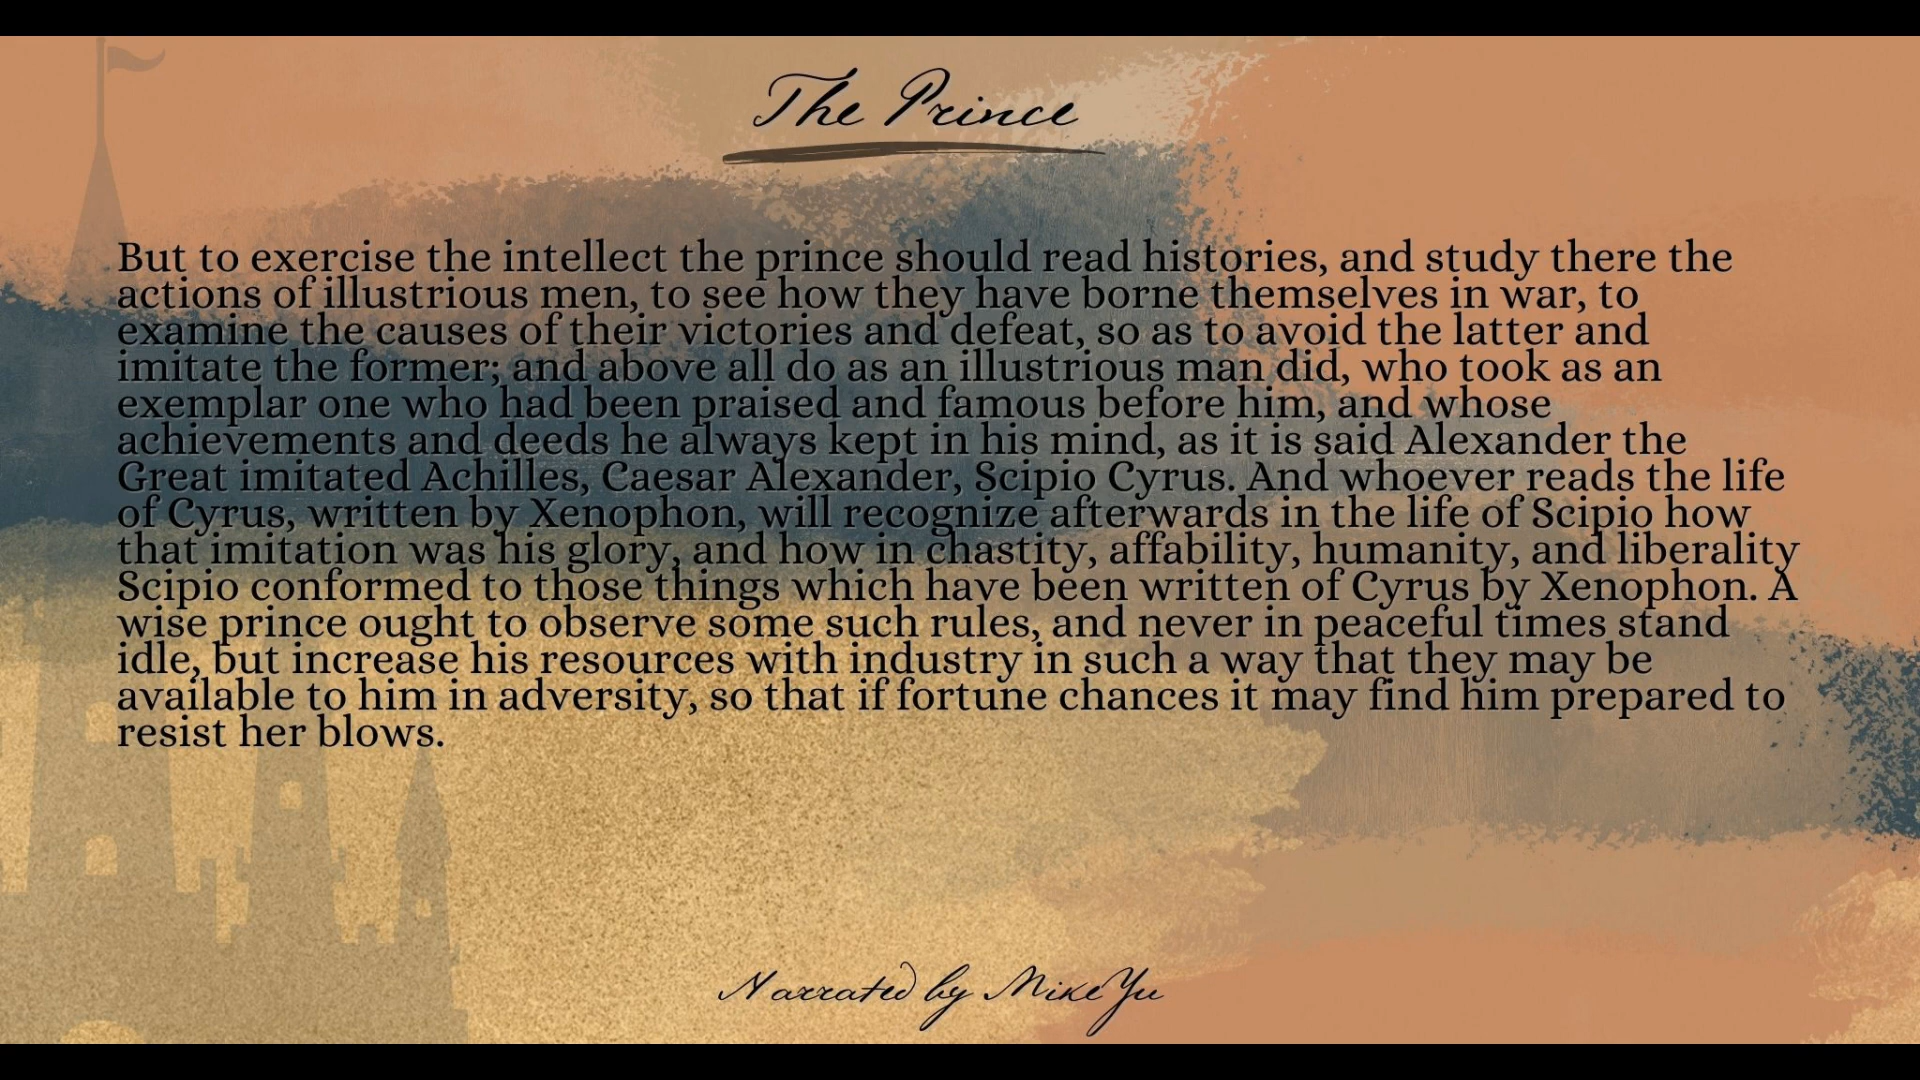 The Prince
But to exercise the intellect the prince should read histories, and study there the
actions of illustrious men, to see how they have borne themselves in war, to
examine the causes of their victories and defeat, so as to avoid the latter and
imitate the former; and above all do as an illustrious man did, who took as an
exemplar one who had been praised and famous before him, and whose
achievements and deeds he always kept in his mind, as it is said Alexander the
Great imitated Achilles, Caesar Alexander, Scipio Cyrus. And whoever reads the life
of Cyrus, written by Xenophon, will recognize afterwards in the life of Scipio how
that imitation was his glory, and how in chastity, affability, humanity, and liberality
Scipio conformed to those things which have been written of Cyrus by Xenophon. A
wise prince ought to observe some such rules, and never in peaceful times stand
idle, but increase his resources with industry in such a way that they may be
available to him in adversity, so that if fortune chances it may find him prepared to
resist her blows.
Narrated by Mike Yu